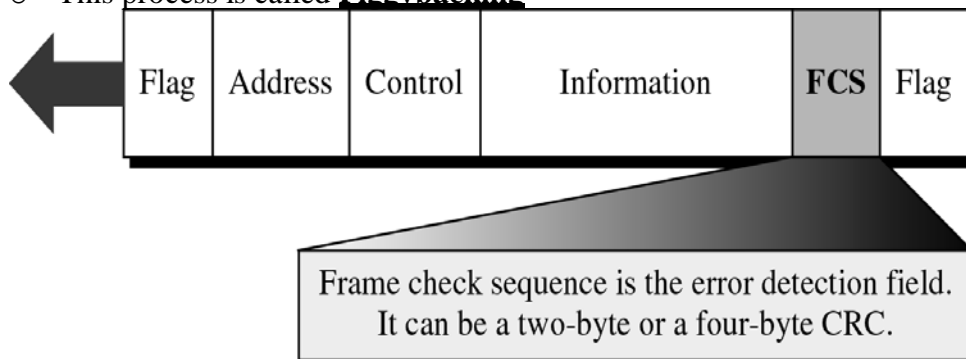 This process is called
Flag Address Control Information FCS Flag
Frame check sequence is the error detection field.
It can be a two-byte or a four-byte CRC.